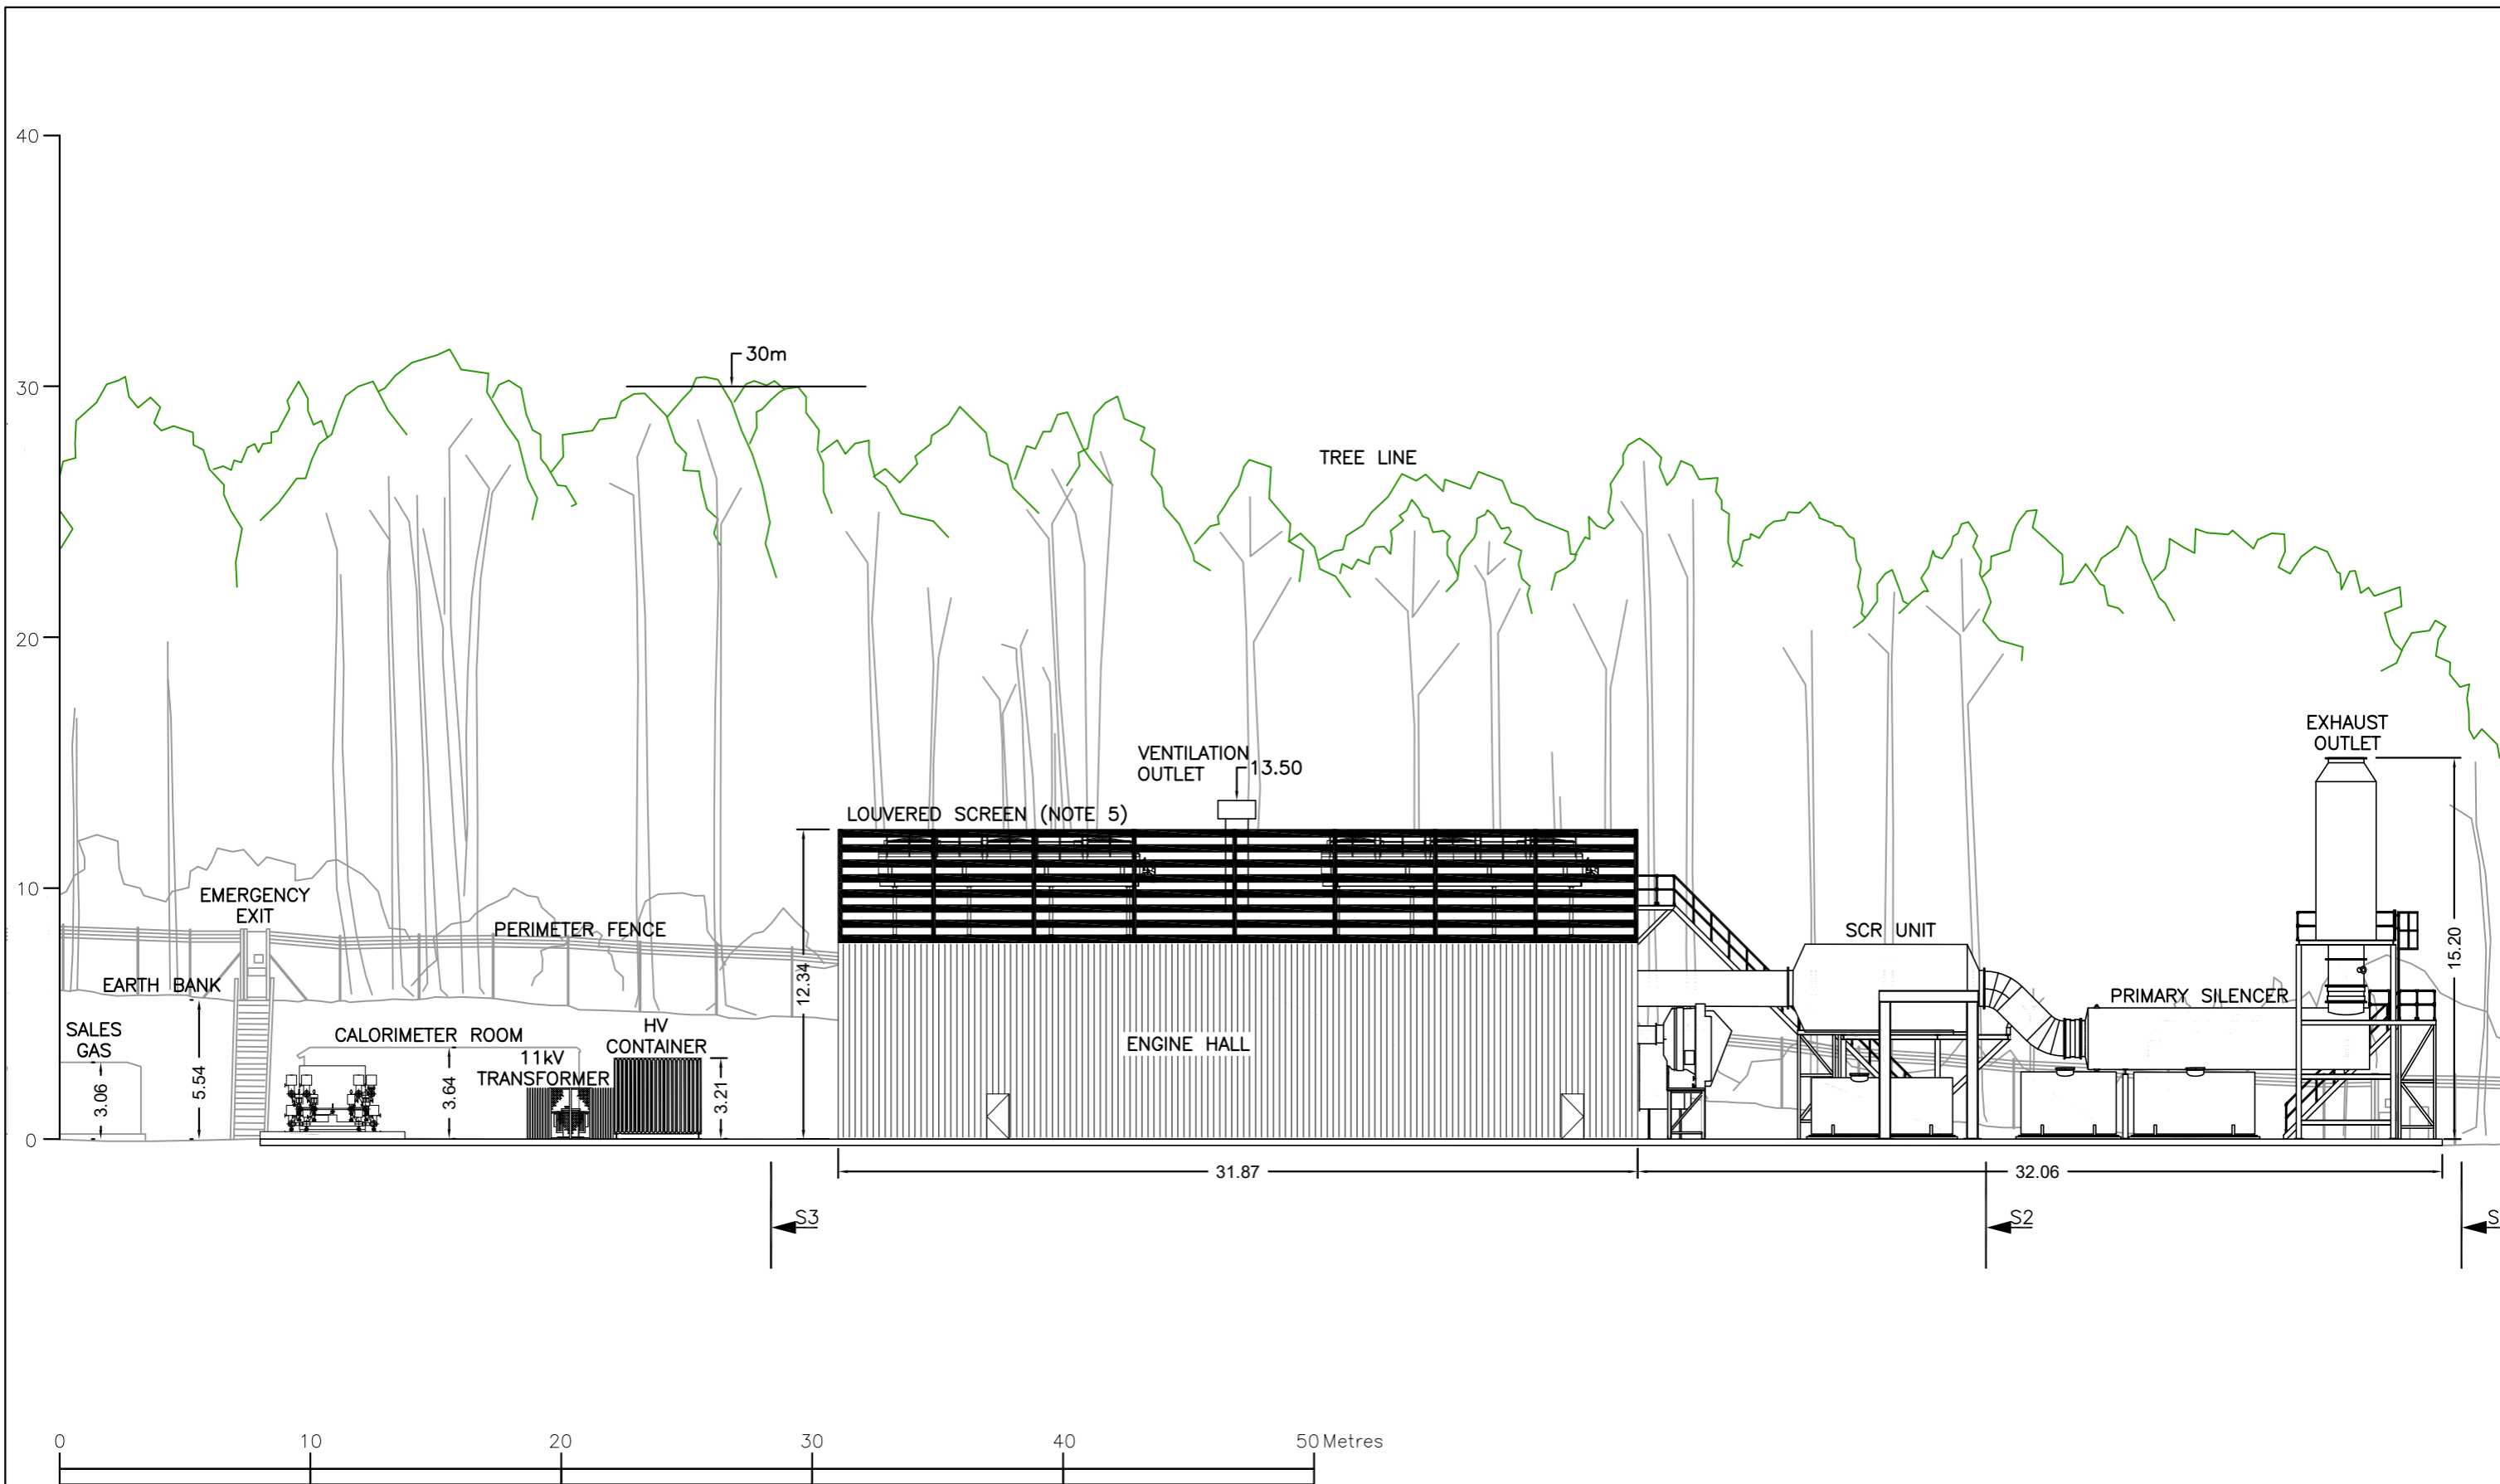 40
30
20
10
0
30m
TREE LINE
EXHAUST
OUTLET
VENTILATION
OUTLET
13.50
LOUVERED SCREEN (NOTE 5)
EMERGENCY
EXIT
PERIMETER FENCE
SCR UNIT
15.20
12.34
EARTH BANK
PRIMARY SILENCER
SALES
GAS
CALORIMETER ROOM
HV
CONTAINER
ENGINE HALL
11kV
TRANSFORMER
3.06
5.54
3.64
3.21
31.87
32.06
S3
S2
S
0
10
20
30
40
50 Metres